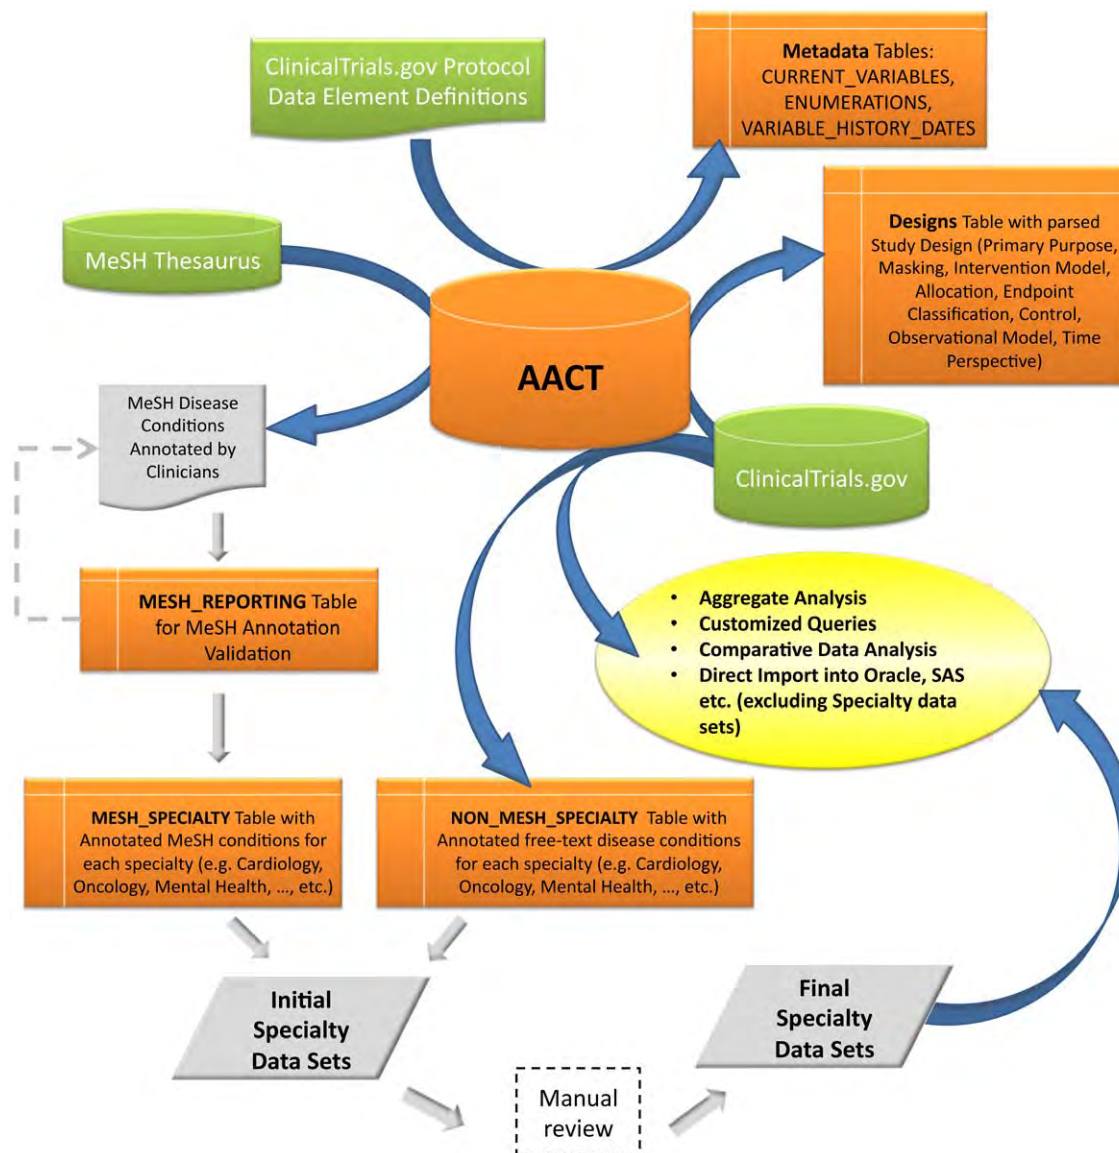 ClinicalTrials.gov Protocol
Data Element Definitions
Metadata Tables:
CURRENT_VARIABLES,
ENUMERATIONS,
VARIABLE_HISTORY_DATES
MeSH Thesaurus
Designs Table with parsed
Study Design (Primary Purpose,
Masking, Intervention Model,
Allocation, Endpoint
Classification, Control,
Observational Model, Time
Perspective)
AACT
MeSH Disease
Conditions
Annotated by
Clinicians
ClinicalTrials.gov
MESH_REPORTING Table
for MeSH Annotation
Validation
• Aggregate Analysis
• Customized Queries
• Comparative Data Analysis
• Direct Import into Oracle, SAS
etc. (excluding Specialty data
sets)
MESH_SPECIALTY Table with
Annotated MeSH conditions for
each specialty (e.g. Cardiology,
Oncology, Mental Health, ..., etc.)
NON_MESH_SPECIALTY Table with
Annotated free-text disease conditions
for each specialty (e.g. Cardiology,
Oncology, Mental Health, ..., etc.)
Initial
Specialty
Data Sets
Final
Specialty
Data Sets
Manual
review